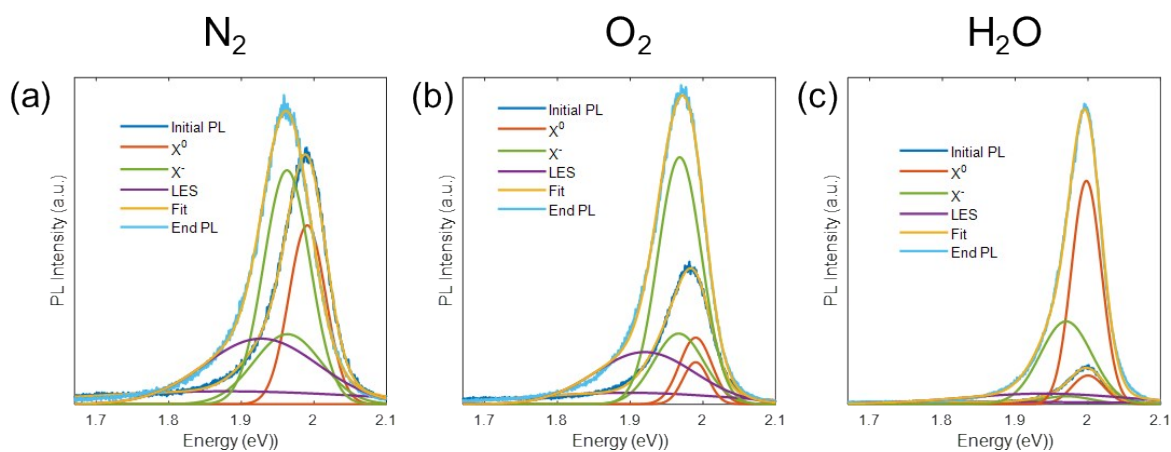 N₂
O₂
H₂O
(a)
Initial PL
X⁰
X⁻
LES
Fit
End PL
PL Intensity (a.u.)
1.7 1.8 1.9 2 2.1
Energy (eV))
(b)
Initial PL
X⁰
X⁻
LES
Fit
End PL
PL Intensity (a.u.)
1.7 1.8 1.9 2 2.1
Energy (eV))
(c)
Initial PL
X⁰
X⁻
LES
Fit
End PL
PL Intensity (a.u.)
1.7 1.8 1.9 2 2.1
Energy (eV))